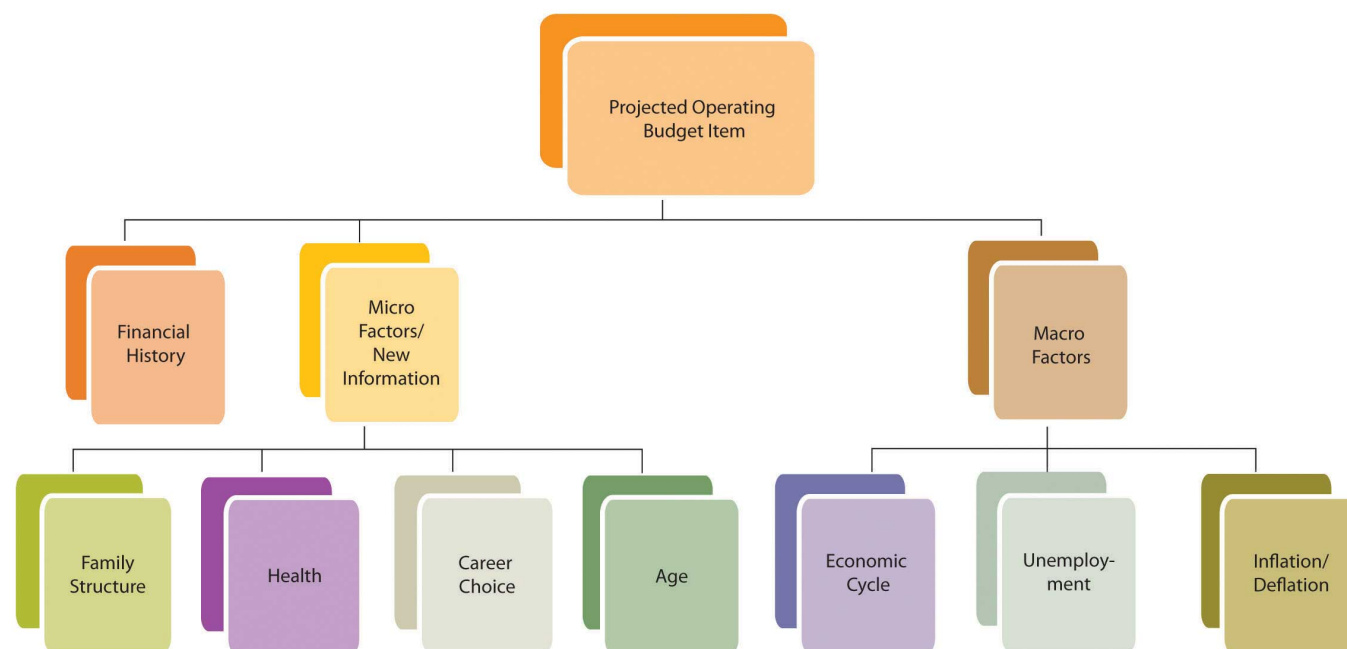 Projected Operating
Budget Item
Financial
History
Micro
Factors/
New
Information
Macro
Factors
Family
Structure
Health
Career
Choice
Age
Economic
Cycle
Unemploy-
ment
Inflation/
Deflation